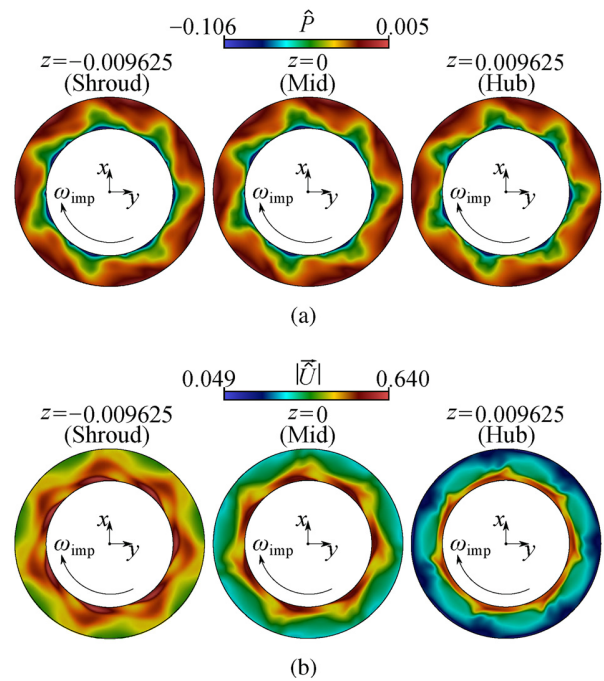 P̂
−0.106 0.005
z=−0.009625 z=0 z=0.009625
(Shroud) (Mid) (Hub)
x x x
ω_imp y ω_imp y ω_imp y
(a)
|Û⃗|
0.049 0.640
z=−0.009625 z=0 z=0.009625
(Shroud) (Mid) (Hub)
x x x
ω_imp y ω_imp y ω_imp y
(b)